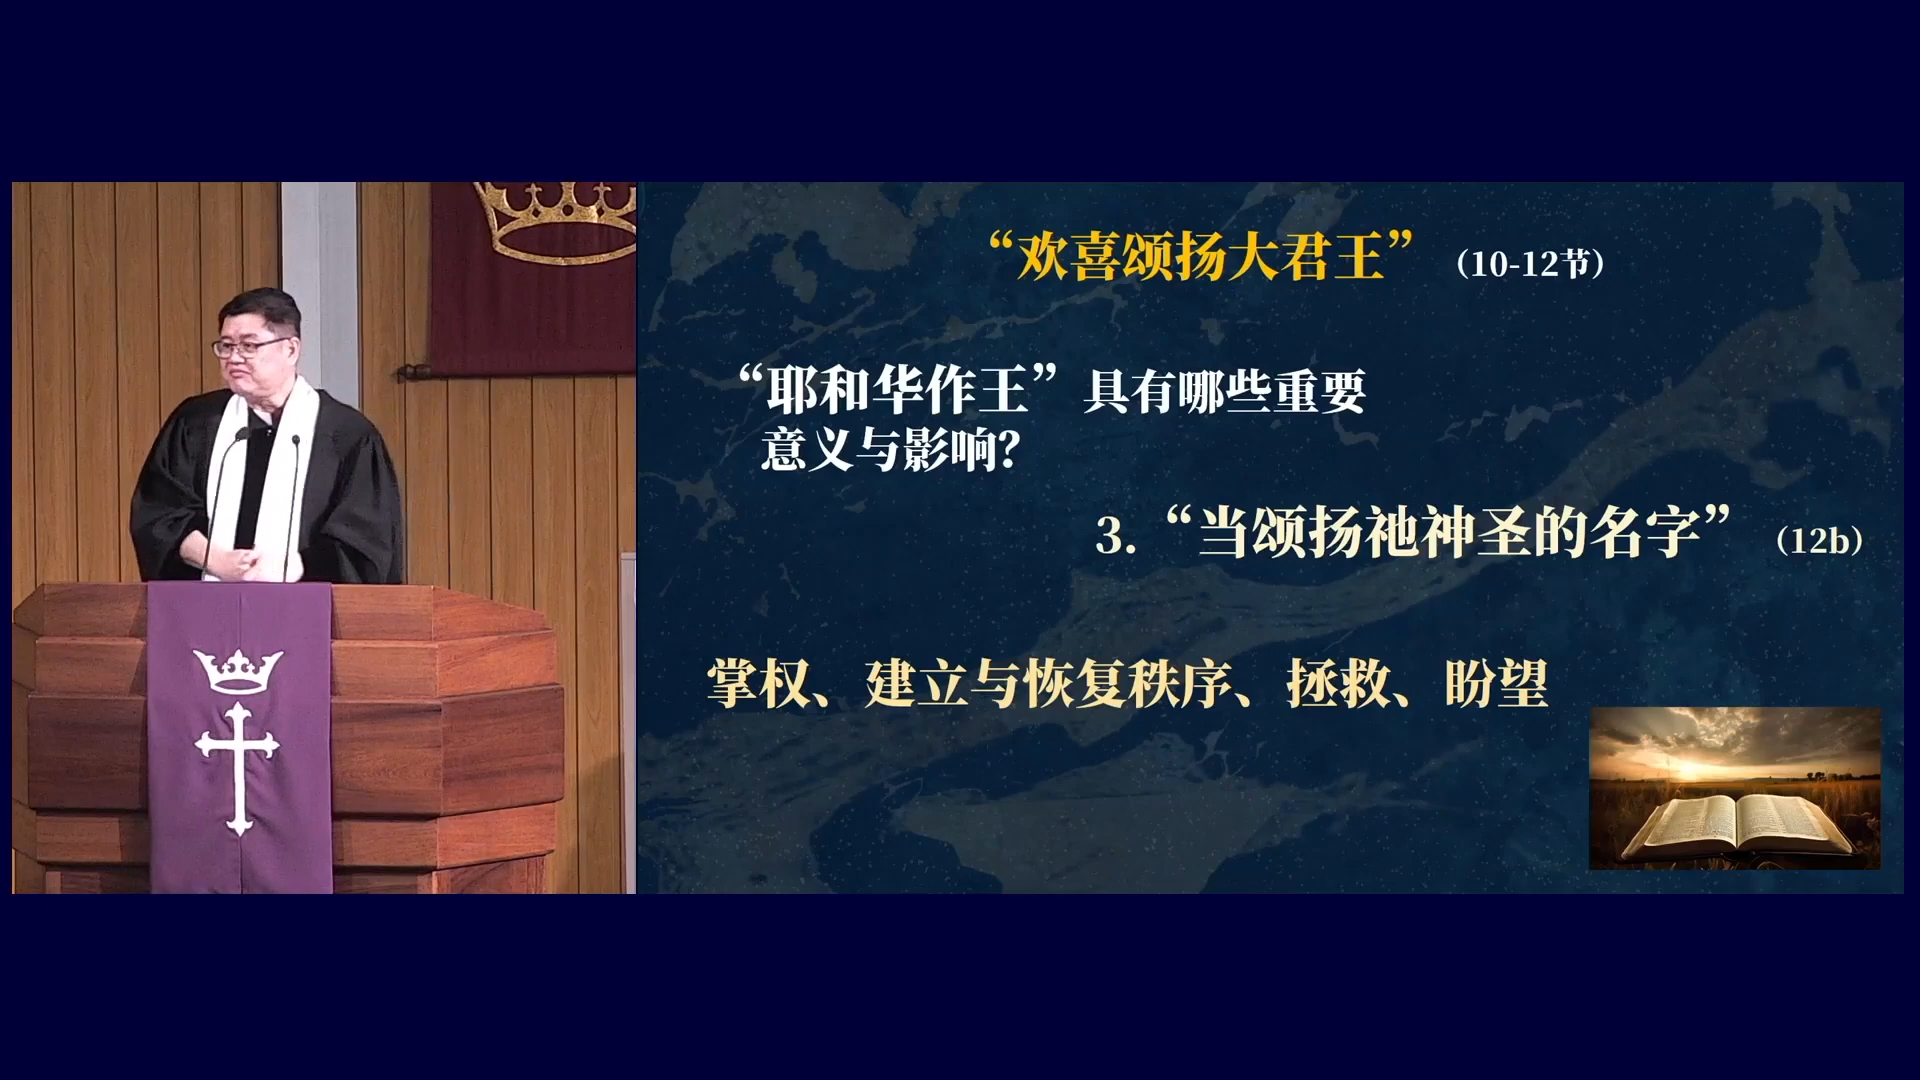 “欢喜颂扬大君王” （10-12节）
“耶和华作王”具有哪些重要
意义与影响？
3.“当颂扬祂神圣的名字” （12b）
掌权、建立与恢复秩序、拯救、盼望